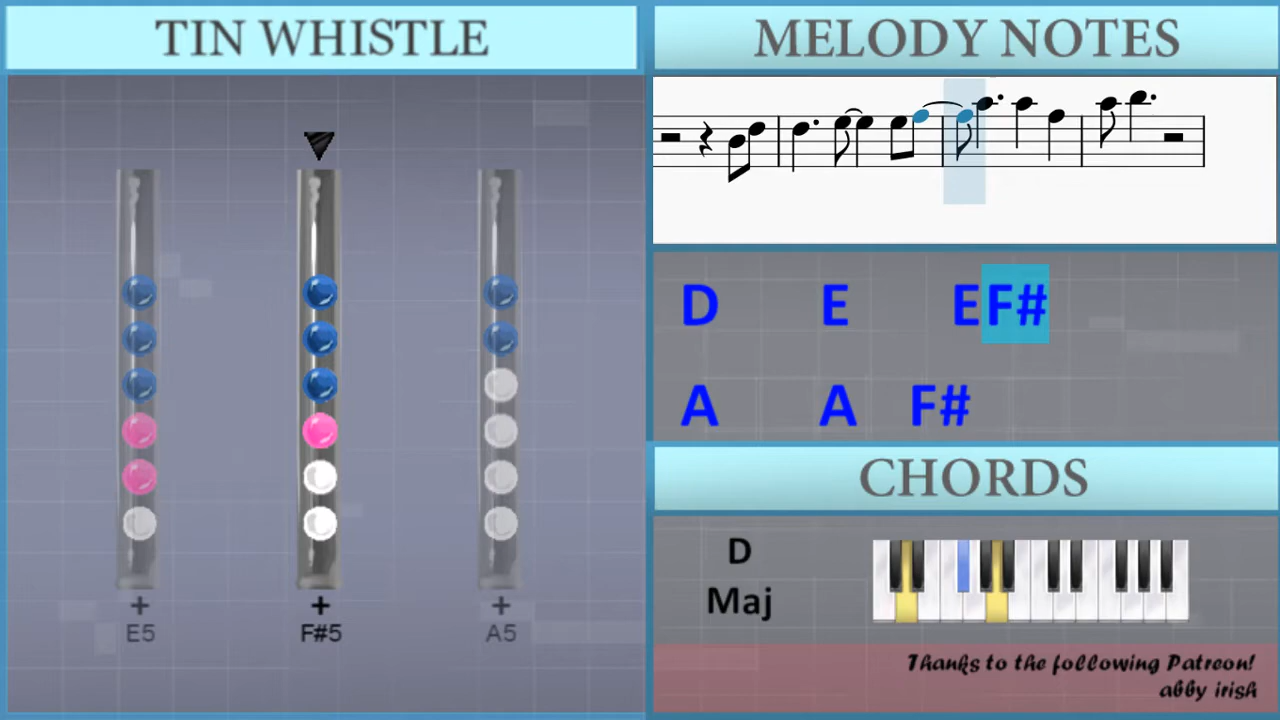 TIN WHISTLE
+ + +
E5 F#5 A5
MELODY NOTES
D E E F#
A A F#
CHORDS
D
Maj
Thanks to the following Patreon!
abby irish